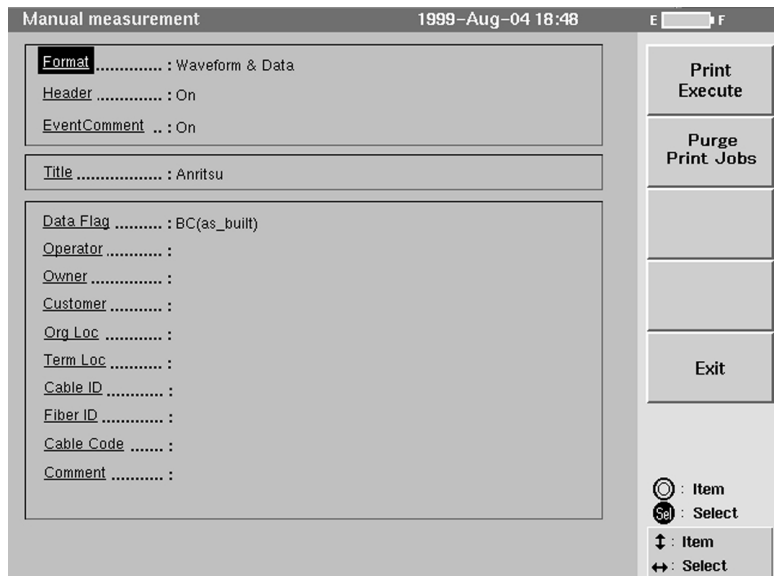 Manual measurement 1999-Aug-04 18:48 E F
Format .............. : Waveform & Data
Header ............. : On
EventComment .. : On
Title .................. : Anritsu
Data Flag .......... : BC(as_built)
Operator ............ :
Owner ............... :
Customer ........... :
Org Loc ............ :
Term Loc ........... :
Cable ID ............ :
Fiber ID ............. :
Cable Code ....... :
Comment ........... :
Print
Execute
Purge
Print Jobs
Exit
: Item
Sel : Select
↕ : Item
↔ : Select